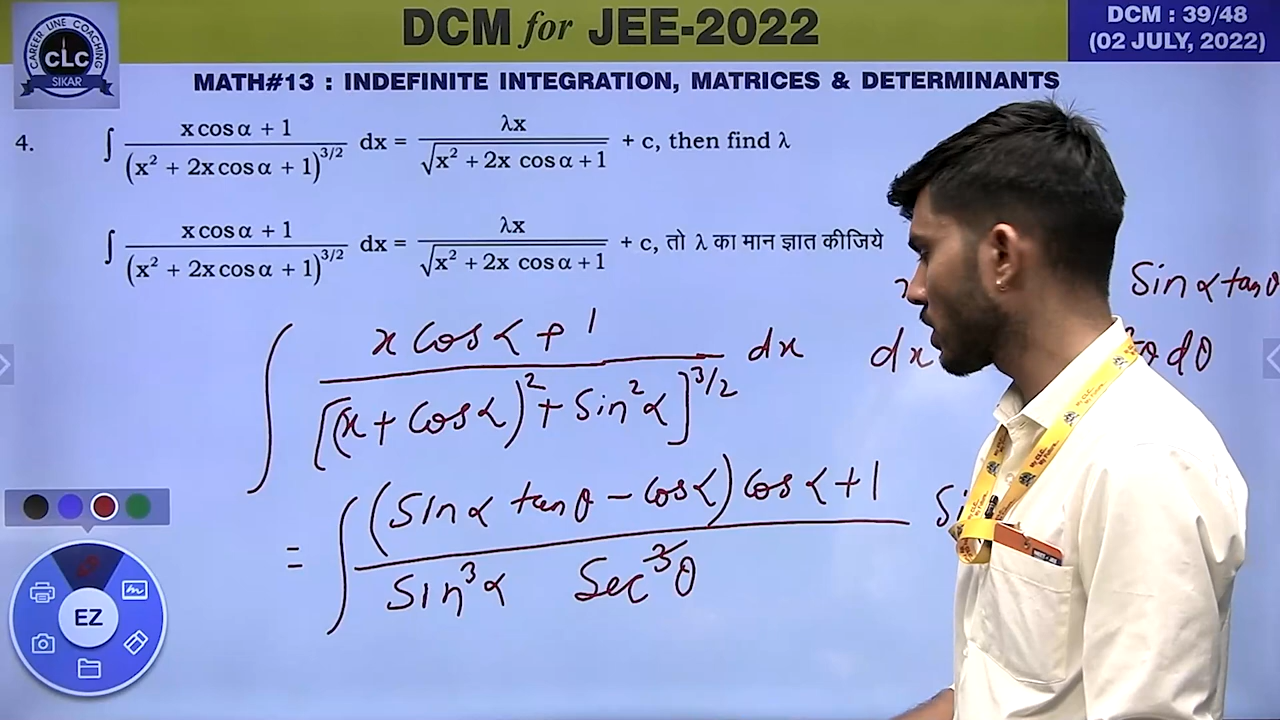 DCM for JEE-2022
DCM : 39/48
(02 JULY, 2022)
CAREER LINE COACHING
CLC
SIKAR
MATH#13 : INDEFINITE INTEGRATION, MATRICES & DETERMINANTS
4. ∫ (x cos α + 1) / (x² + 2x cos α + 1)^{3/2} dx = λx / √(x² + 2x cos α + 1) + c, then find λ
∫ (x cos α + 1) / (x² + 2x cos α + 1)^{3/2} dx = λx / √(x² + 2x cos α + 1) + c, तो λ का मान ज्ञात कीजिये
Sin α tan θ
∫ (x Cos α + 1) / [(x + Cos α)² + Sin² α]^{3/2} dx
dx θ dθ
= ∫ ((Sin α tan θ – Cos α) Cos α + 1) / (Sin³ α Sec³ θ)
EZ